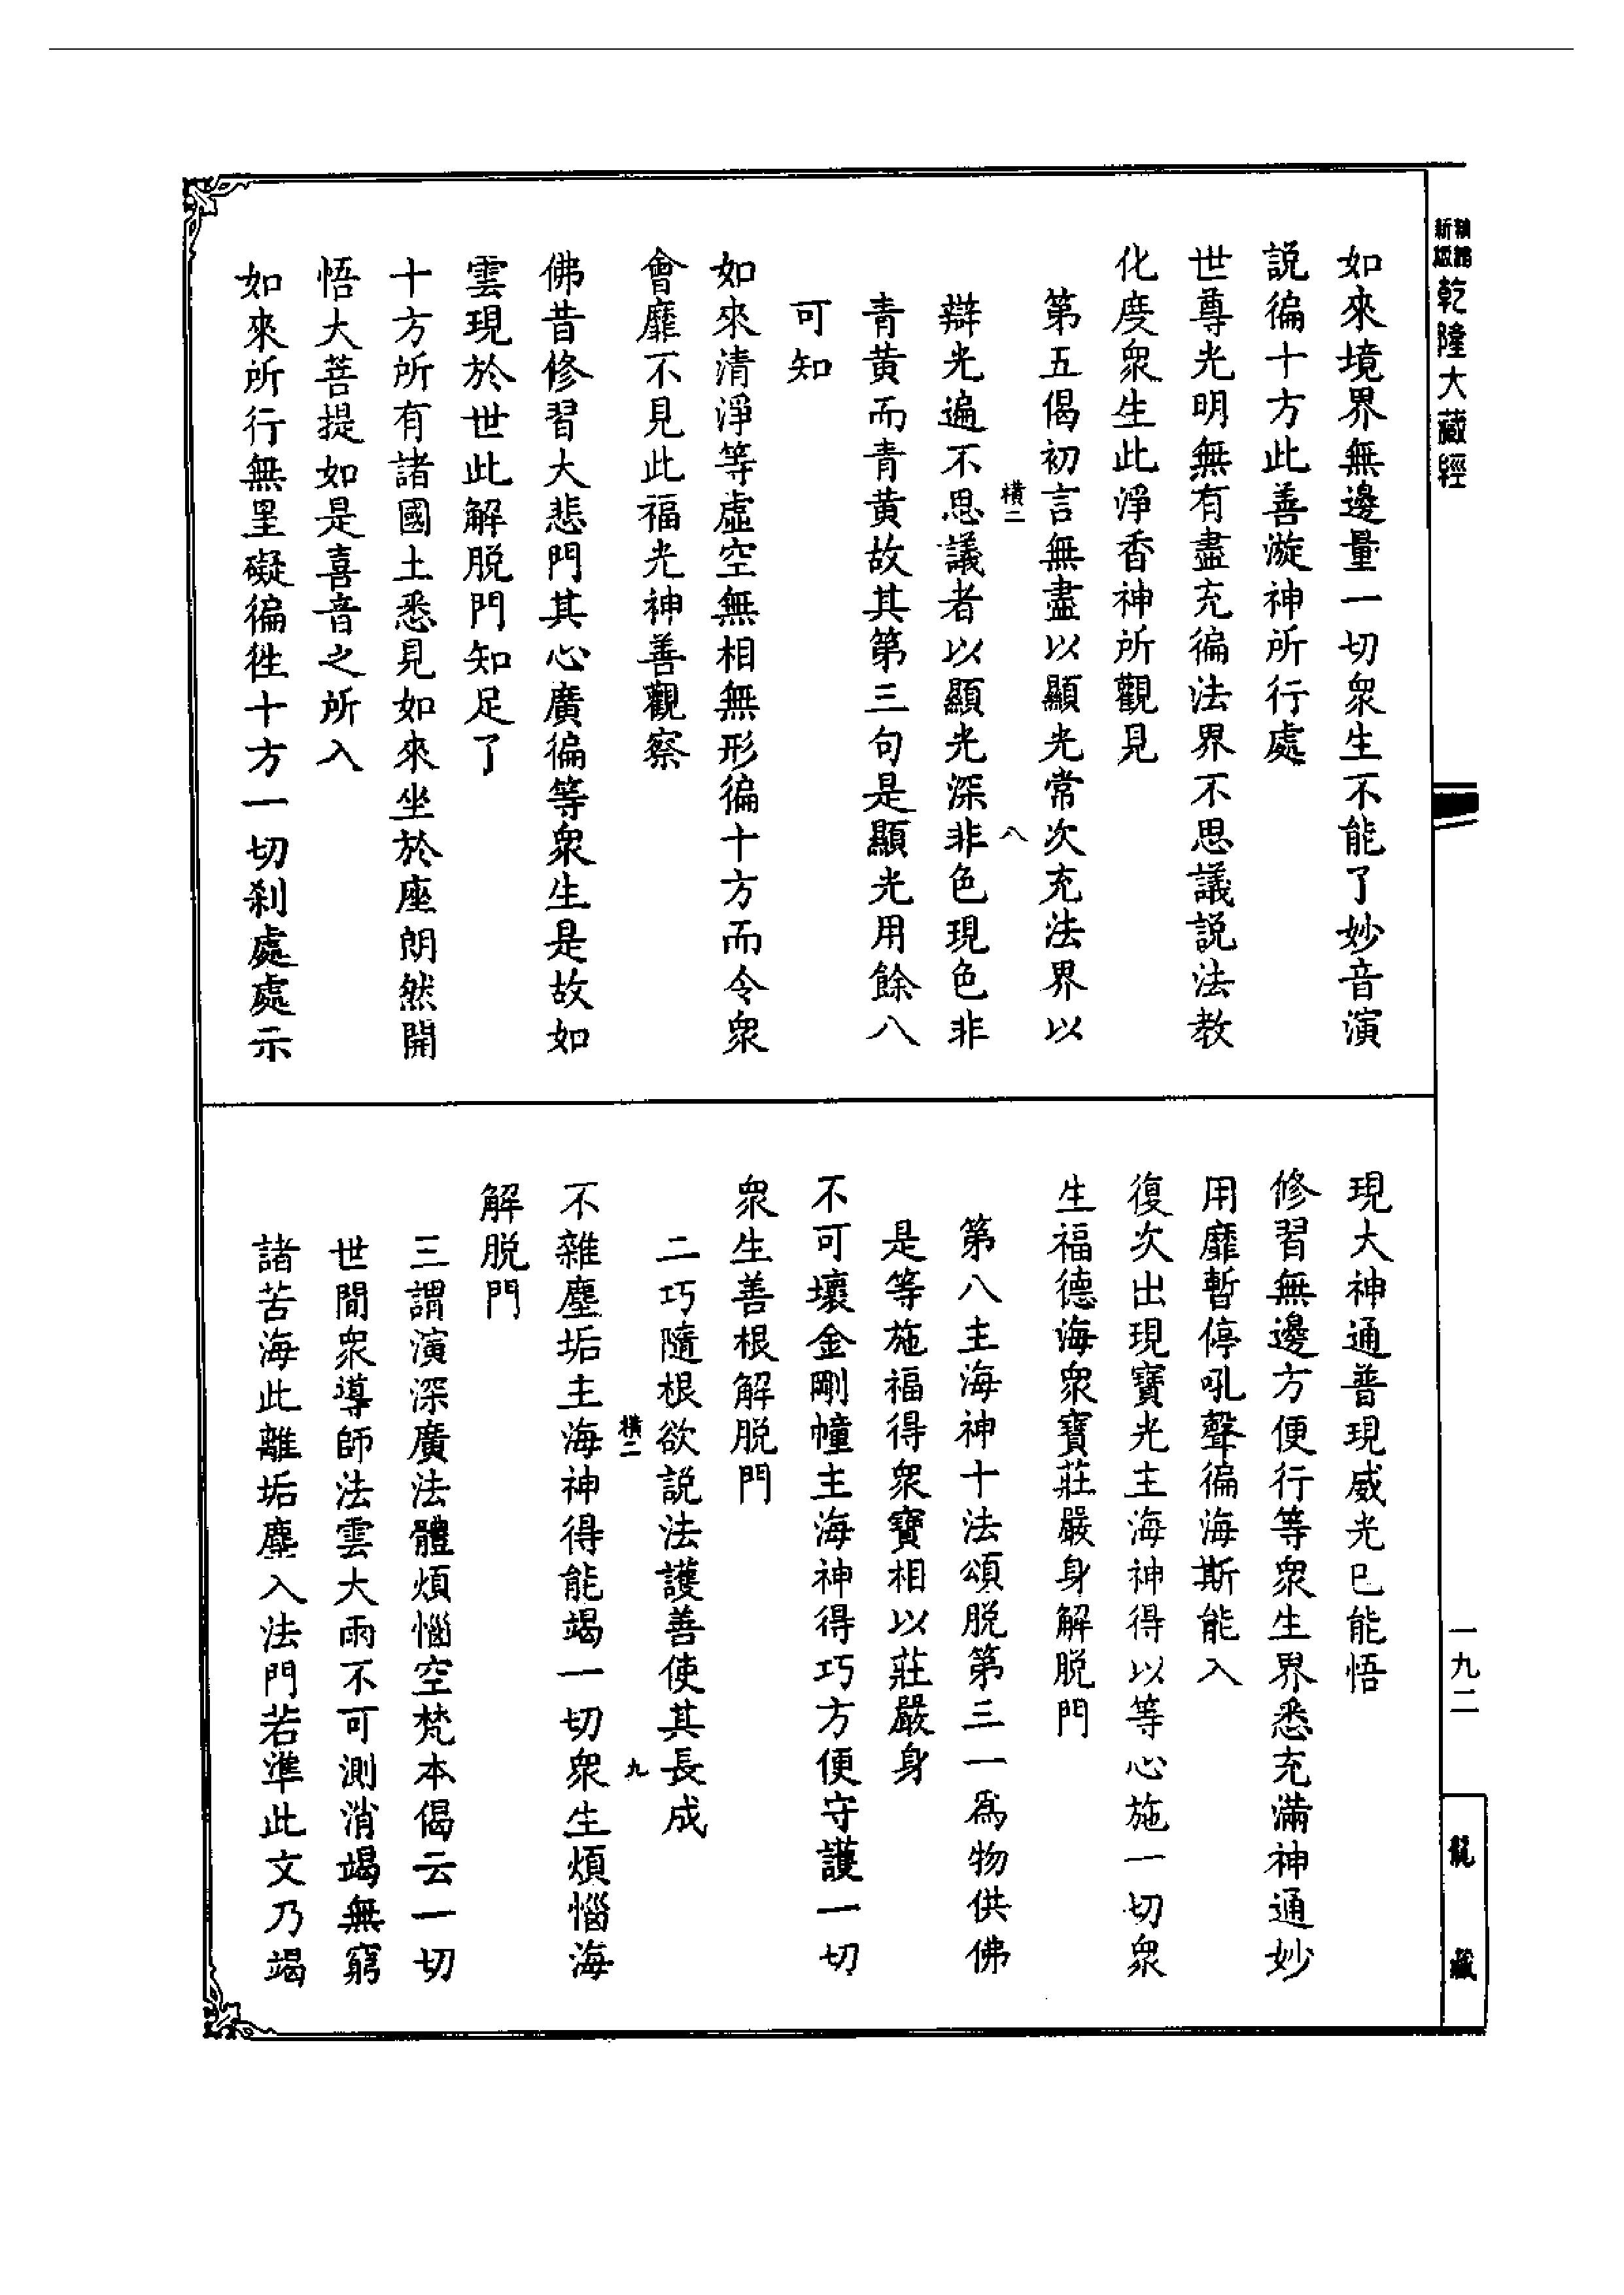 乾隆大藏經
如來境界無邊量一切衆生不能了妙音演
説徧十方此善漩神所行處
世尊光明無有盡充徧法界不思議説法教
化度衆生此淨香神所觀見
第五偈初言無盡以顯光常次充法界以
橫二
八
辯光遍不思議者以顯光深非色現色非
青黄而青黄故其第三句是顯光用餘八
可知
如來清淨等虛空無相無形徧十方而令衆
會靡不見此福光神善觀察
佛昔修習大悲門其心廣徧等衆生是故如
雲現於世此解脱門知足了
十方所有諸國土悉見如來坐於座朗然開
悟大菩提如是喜音之所入
如來所行無罣礙徧徃十方一切刹處處示
現大神通普現威光巳能悟
修習無邊方便行等衆生界悉充滿神通妙
用靡暫停吼聲徧海斯能入
復次出現寶光主海神得以等心施一切衆
生福德海衆寶莊嚴身解脱門
第八主海神十法頌脱第三一爲物供佛
是等施福得衆寶相以莊嚴身
不可壞金剛幢主海神得巧方便守護一切
衆生善根解脱門
二巧隨根欲説法護善使其長成
橫二
九
不雜塵垢主海神得能竭一切衆生煩惱海
解脱門
三謂演深廣法體煩惱空梵本偈云一切
世間衆導師法雲大雨不可測消竭無窮
諸苦海此離垢塵入法門若準此文乃竭
一九二
龍藏